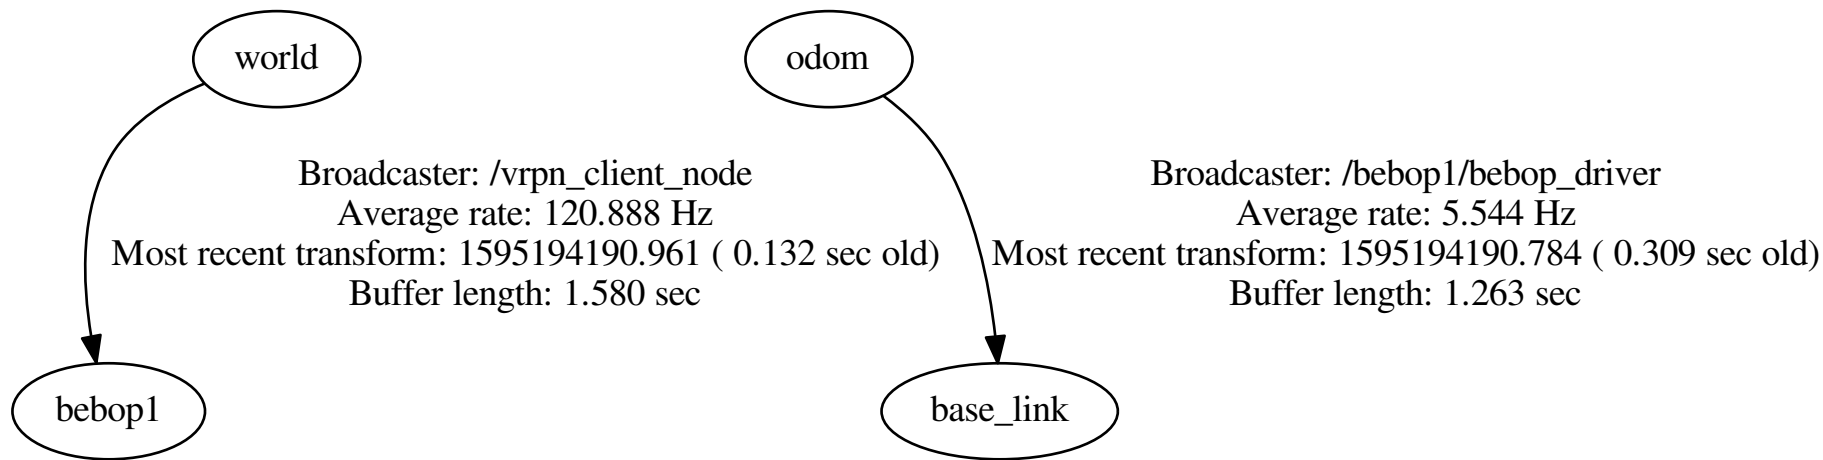 world
odom
Broadcaster: /vrpn_client_node
Average rate: 120.888 Hz
Most recent transform: 1595194190.961 ( 0.132 sec old)
Buffer length: 1.580 sec
Broadcaster: /bebop1/bebop_driver
Average rate: 5.544 Hz
Most recent transform: 1595194190.784 ( 0.309 sec old)
Buffer length: 1.263 sec
bebop1
base_link